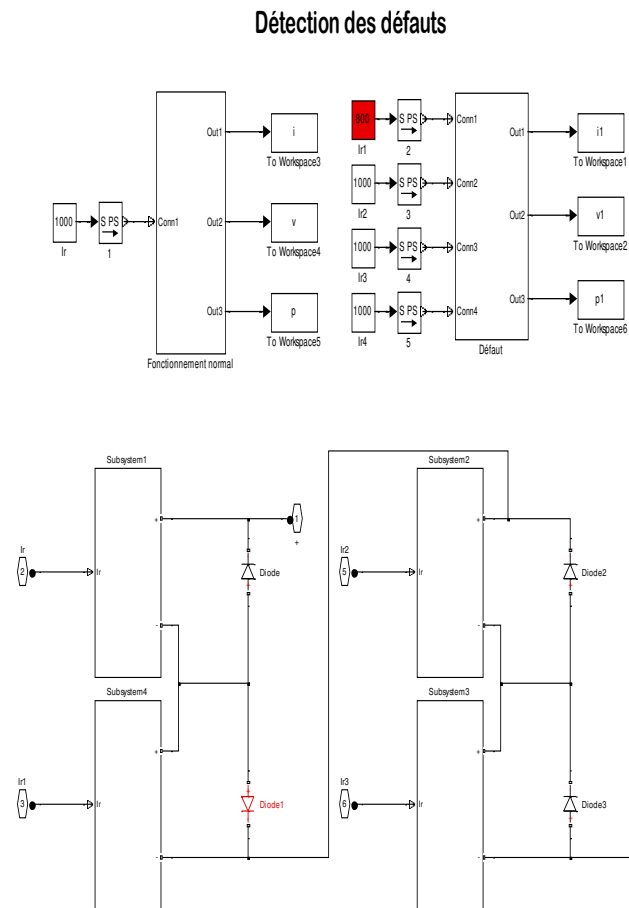 Détection des défauts
1000
Ir
S PS
1
Conn1
Out1
Out2
Out3
Fonctionnement normal
i
To Workspace3
v
To Workspace4
p
To Workspace5
800
Ir1
S PS
2
1000
Ir2
S PS
3
1000
Ir3
S PS
4
1000
Ir4
S PS
5
Conn1
Conn2
Conn3
Conn4
Out1
Out2
Out3
Défaut
i1
To Workspace1
v1
To Workspace2
p1
To Workspace6
Subsystem1
Ir
2
Ir
+
-
1
+
Diode
Subsystem2
Ir2
5
Ir
+
-
Diode2
Subsystem4
Ir1
3
Ir
+
-
Diode1
Subsystem3
Ir3
6
Ir
+
-
Diode3